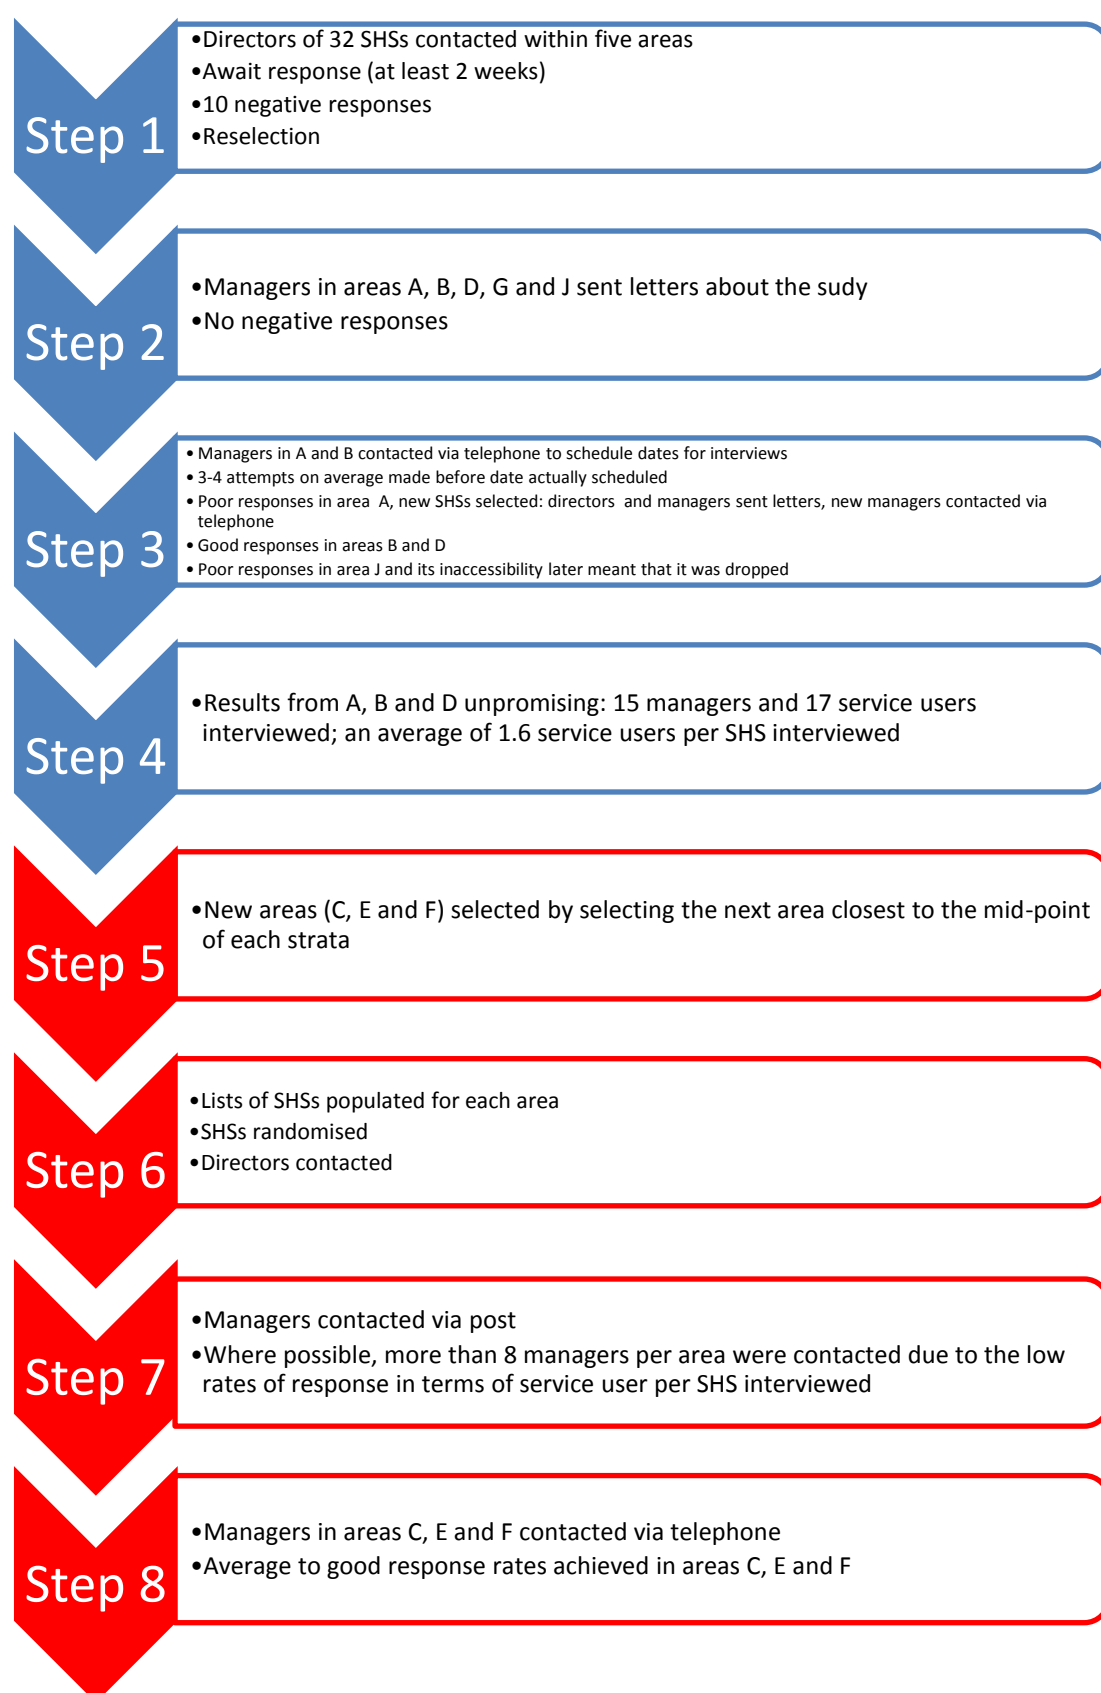 Step 1
•Directors of 32 SHSs contacted within five areas
•Await response (at least 2 weeks)
•10 negative responses
•Reselection
Step 2
•Managers in areas A, B, D, G and J sent letters about the sudy
•No negative responses
Step 3
• Managers in A and B contacted via telephone to schedule dates for interviews
• 3-4 attempts on average made before date actually scheduled
• Poor responses in area A, new SHSs selected: directors and managers sent letters, new managers contacted via
telephone
• Good responses in areas B and D
• Poor responses in area J and its inaccessibility later meant that it was dropped
Step 4
•Results from A, B and D unpromising: 15 managers and 17 service users
interviewed; an average of 1.6 service users per SHS interviewed
Step 5
•New areas (C, E and F) selected by selecting the next area closest to the mid-point
of each strata
Step 6
•Lists of SHSs populated for each area
•SHSs randomised
•Directors contacted
Step 7
•Managers contacted via post
•Where possible, more than 8 managers per area were contacted due to the low
rates of response in terms of service user per SHS interviewed
Step 8
•Managers in areas C, E and F contacted via telephone
•Average to good response rates achieved in areas C, E and F